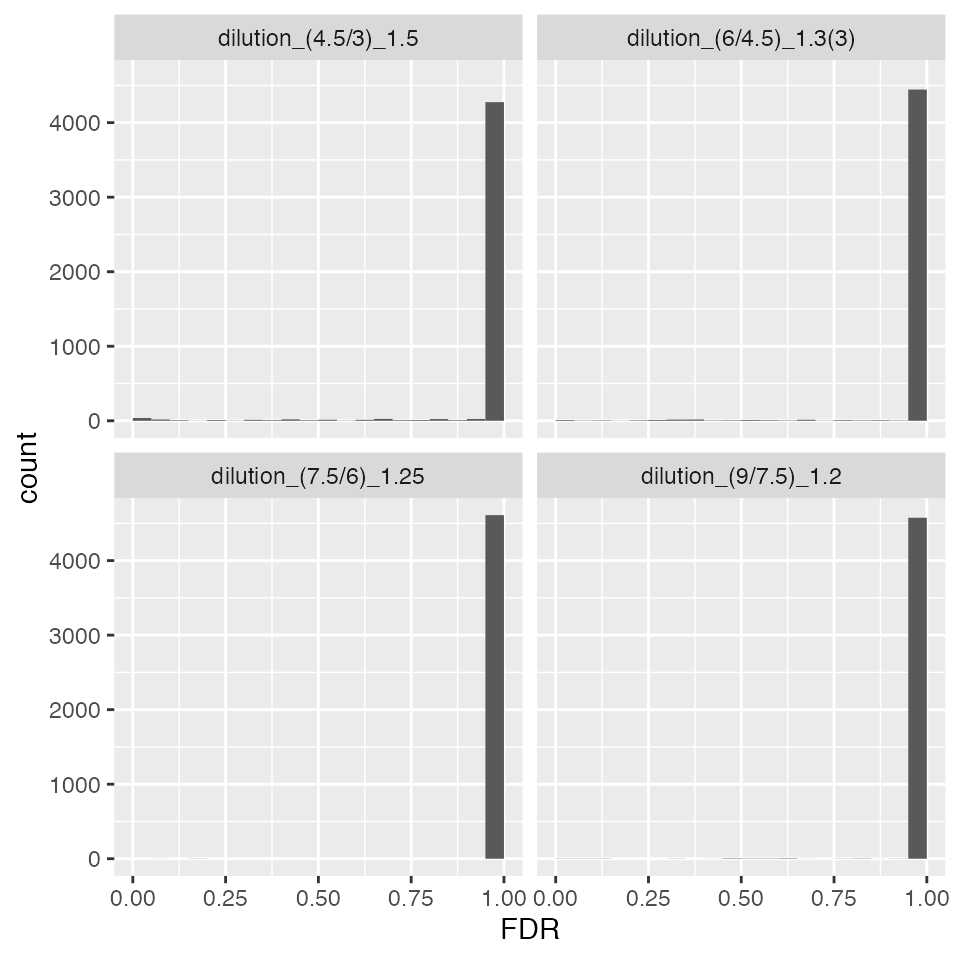 dilution_(4.5/3)_1.5
dilution_(6/4.5)_1.3(3)
4000
3000
2000
1000
0
dilution_(7.5/6)_1.25
dilution_(9/7.5)_1.2
4000
3000
2000
1000
0
0.00 0.25 0.50 0.75 1.00
0.00 0.25 0.50 0.75 1.00
FDR
count